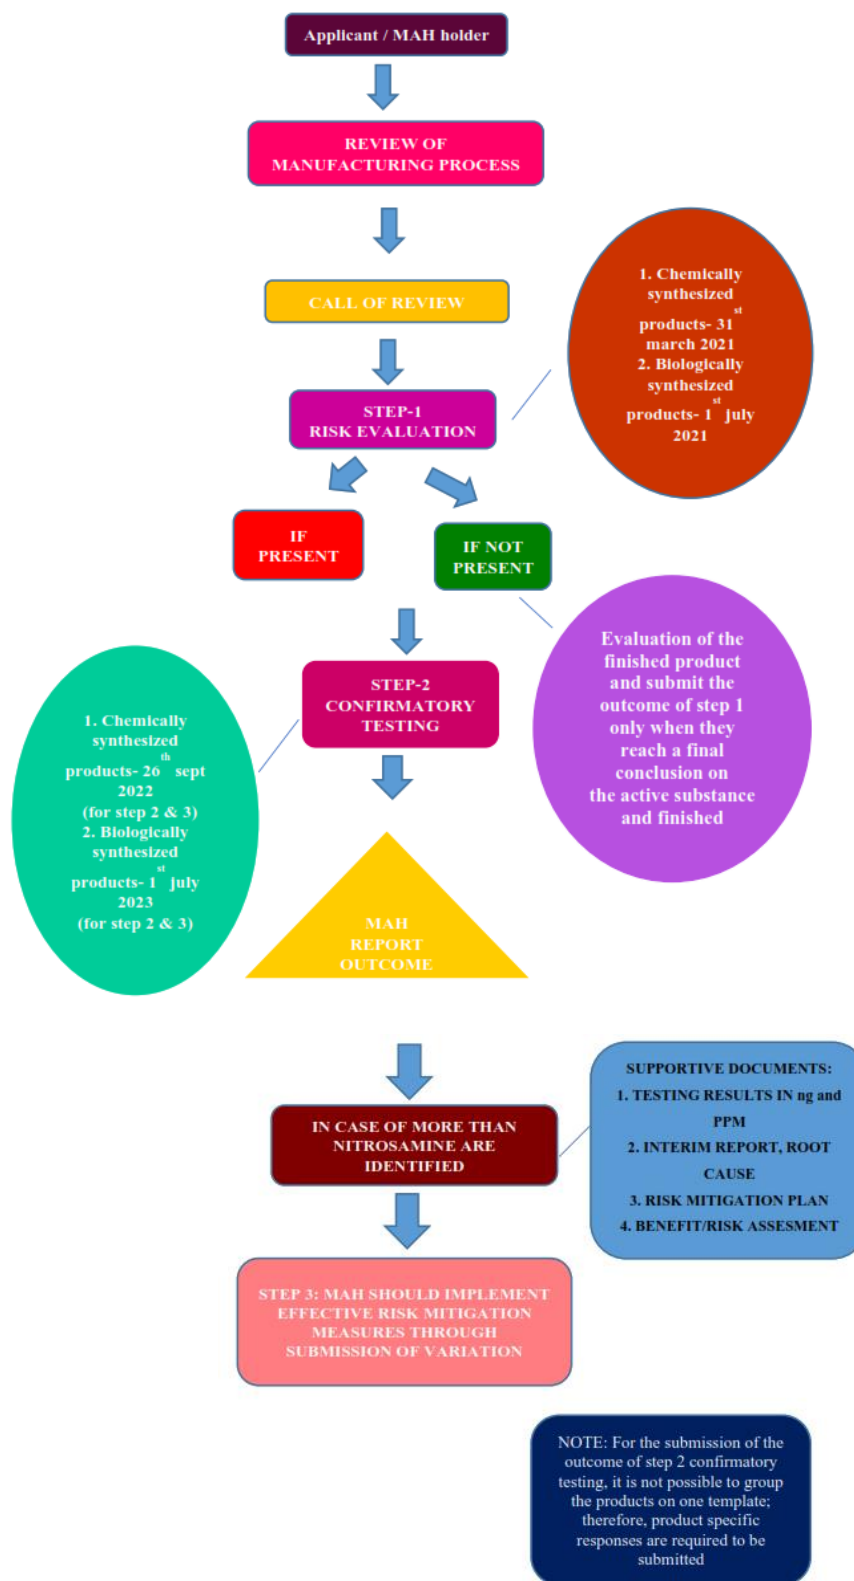 Applicant / MAH holder
REVIEW OF
MANUFACTURING PROCESS
CALL OF REVIEW
1. Chemically
synthesized
products- 31st
march 2021
2. Biologically
synthesized
products- 1st july
2021
STEP-1
RISK EVALUATION
IF
PRESENT
IF NOT
PRESENT
Evaluation of the
finished product
and submit the
outcome of step 1
only when they
reach a final
conclusion on
the active substance
and finished
STEP-2
CONFIRMATORY
TESTING
1. Chemically
synthesized
products- 26th sept
2022
(for step 2 & 3)
2. Biologically
synthesized
products- 1st july
2023
(for step 2 & 3)
MAH
REPORT
OUTCOME
IN CASE OF MORE THAN
NITROSAMINE ARE
IDENTIFIED
SUPPORTIVE DOCUMENTS:
1. TESTING RESULTS IN ng and
PPM
2. INTERIM REPORT, ROOT
CAUSE
3. RISK MITIGATION PLAN
4. BENEFIT/RISK ASSESMENT
STEP 3: MAH SHOULD IMPLEMENT
EFFECTIVE RISK MITIGATION
MEASURES THROUGH
SUBMISSION OF VARIATION
NOTE: For the submission of the
outcome of step 2 confirmatory
testing, it is not possible to group
the products on one template;
therefore, product specific
responses are required to be
submitted